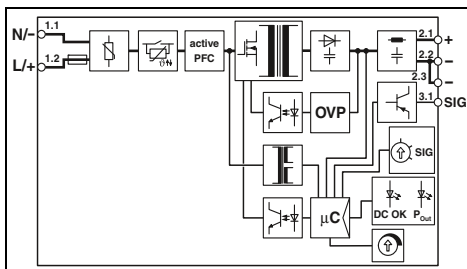 N/– 1.1
L/+ 1.2
ϑ
active
PFC
2.1 +
2.2 –
2.3 –
3.1 SIG
OVP
SIG
µC
DC OK P Out